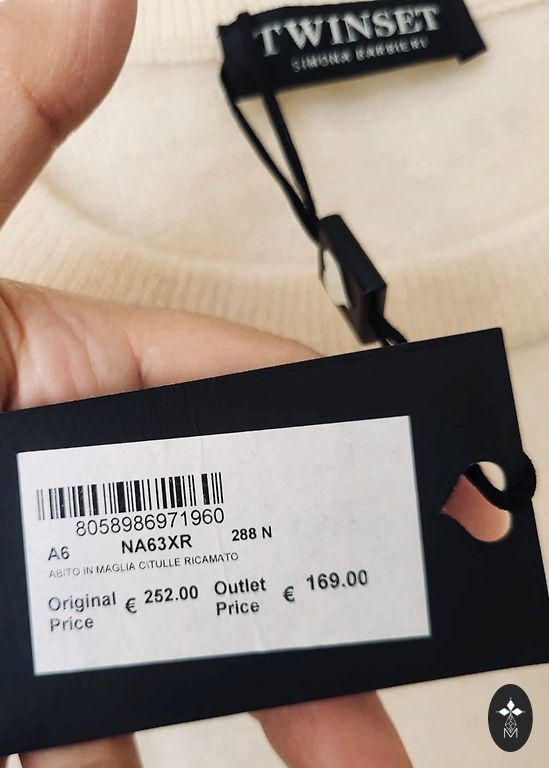 TWINSET
SIMONA BARBIERI
8058986971960
A6 NA63XR 288 N
ABITO IN MAGLIA C\TULLE RICAMATO
Original Price € 252.00 Outlet Price € 169.00
M